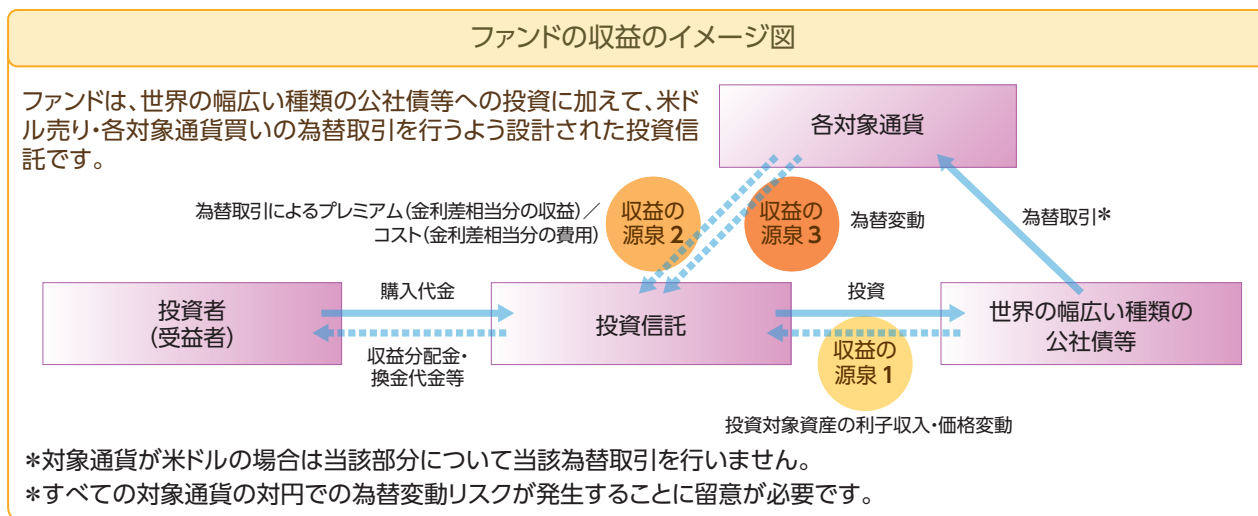 ファンドの収益のイメージ図
ファンドは、世界の幅広い種類の公社債等への投資に加えて、米ド
ル売り・各対象通貨買いの為替取引を行うよう設計された投資信
託です。
各対象通貨
為替取引によるプレミアム(金利差相当分の収益)／
コスト(金利差相当分の費用)
収益の
源泉2
収益の
源泉3
為替変動
為替取引*
投資者
(受益者)
購入代金
収益分配金・
換金代金等
投資信託
投資
収益の
源泉1
世界の幅広い種類の
公社債等
投資対象資産の利子収入・価格変動
*対象通貨が米ドルの場合は当該部分について当該為替取引を行いません。
*すべての対象通貨の対円での為替変動リスクが発生することに留意が必要です。